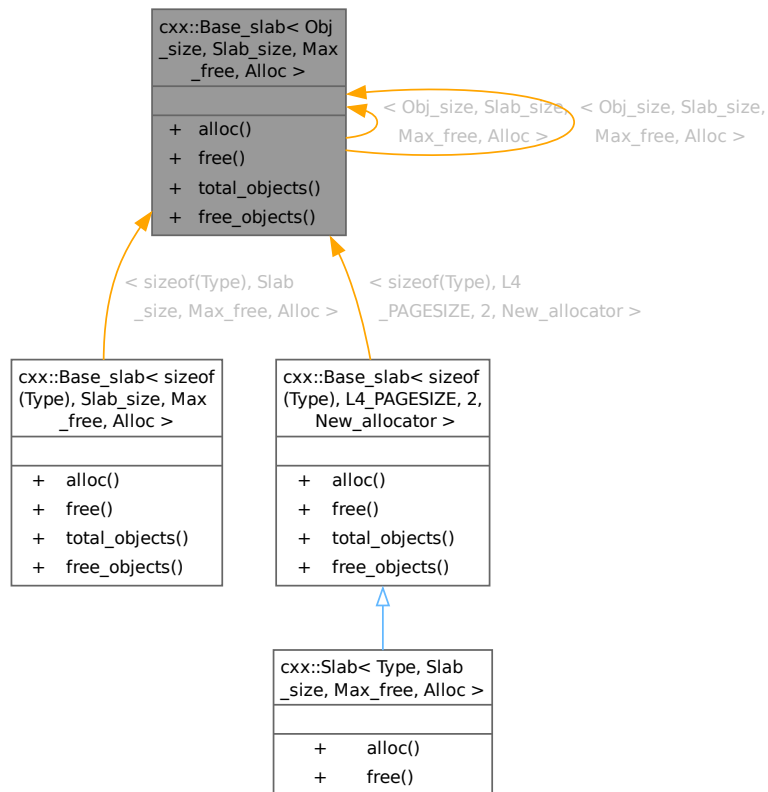 cxx::Base_slab< Obj
_size, Slab_size, Max
_free, Alloc >
+ alloc()
+ free()
+ total_objects()
+ free_objects()
< Obj_size, Slab_size,
Max_free, Alloc >
< Obj_size, Slab_size,
Max_free, Alloc >
< sizeof(Type), Slab
_size, Max_free, Alloc >
< sizeof(Type), L4
_PAGESIZE, 2, New_allocator >
cxx::Base_slab< sizeof
(Type), Slab_size, Max
_free, Alloc >
+ alloc()
+ free()
+ total_objects()
+ free_objects()
cxx::Base_slab< sizeof
(Type), L4_PAGESIZE, 2,
New_allocator >
+ alloc()
+ free()
+ total_objects()
+ free_objects()
cxx::Slab< Type, Slab
_size, Max_free, Alloc >
+ alloc()
+ free()